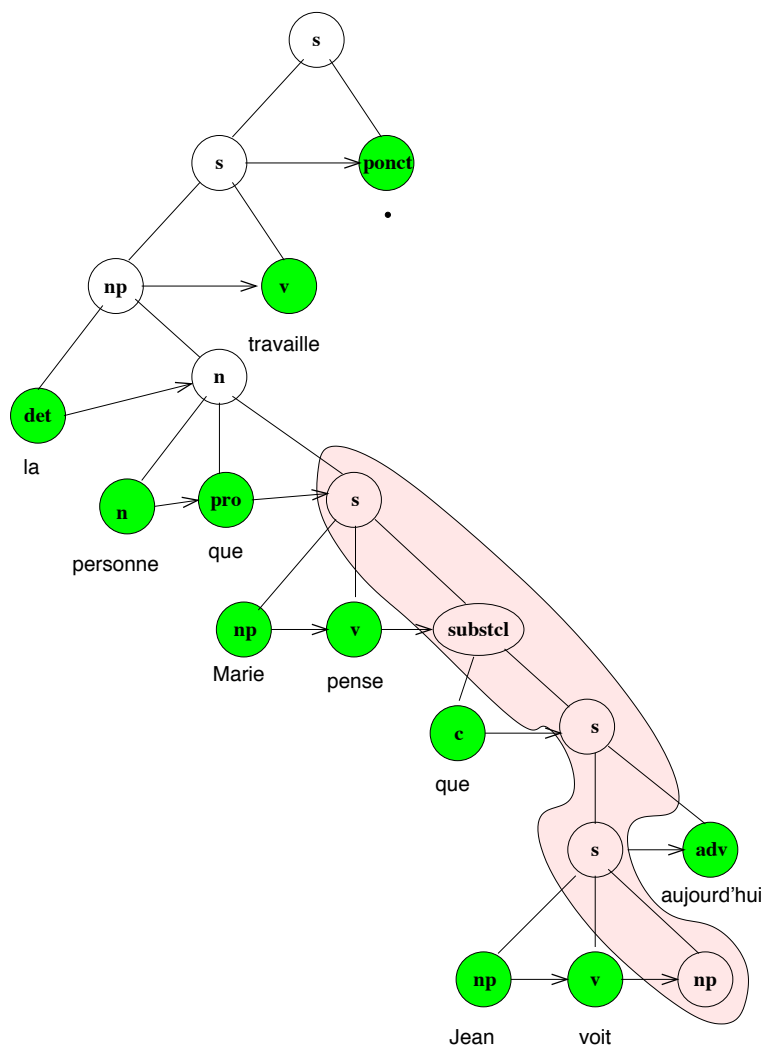 s
s ponct
.
np v
travaille
n
det
la
s
n pro
personne que
np v substcl
Marie pense
c s
que
s adv
aujourd'hui
np v np
Jean voit